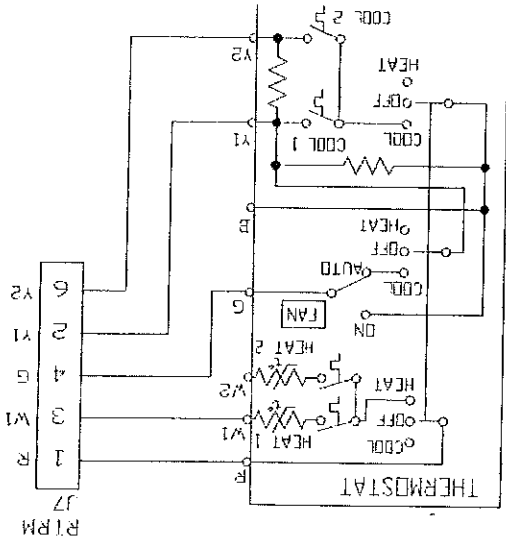 RTRM
J7
THERMOSTAT
R
1 R
COOL
OFF
HEAT
HEAT 1
W1
3 W1
HEAT 2
W2
4 G
ON
FAN
G
2 Y1
AUTO
COOL
OFF
HEAT
6 Y2
B
COOL
OFF
HEAT
COOL 1
Y1
COOL 2
Y2